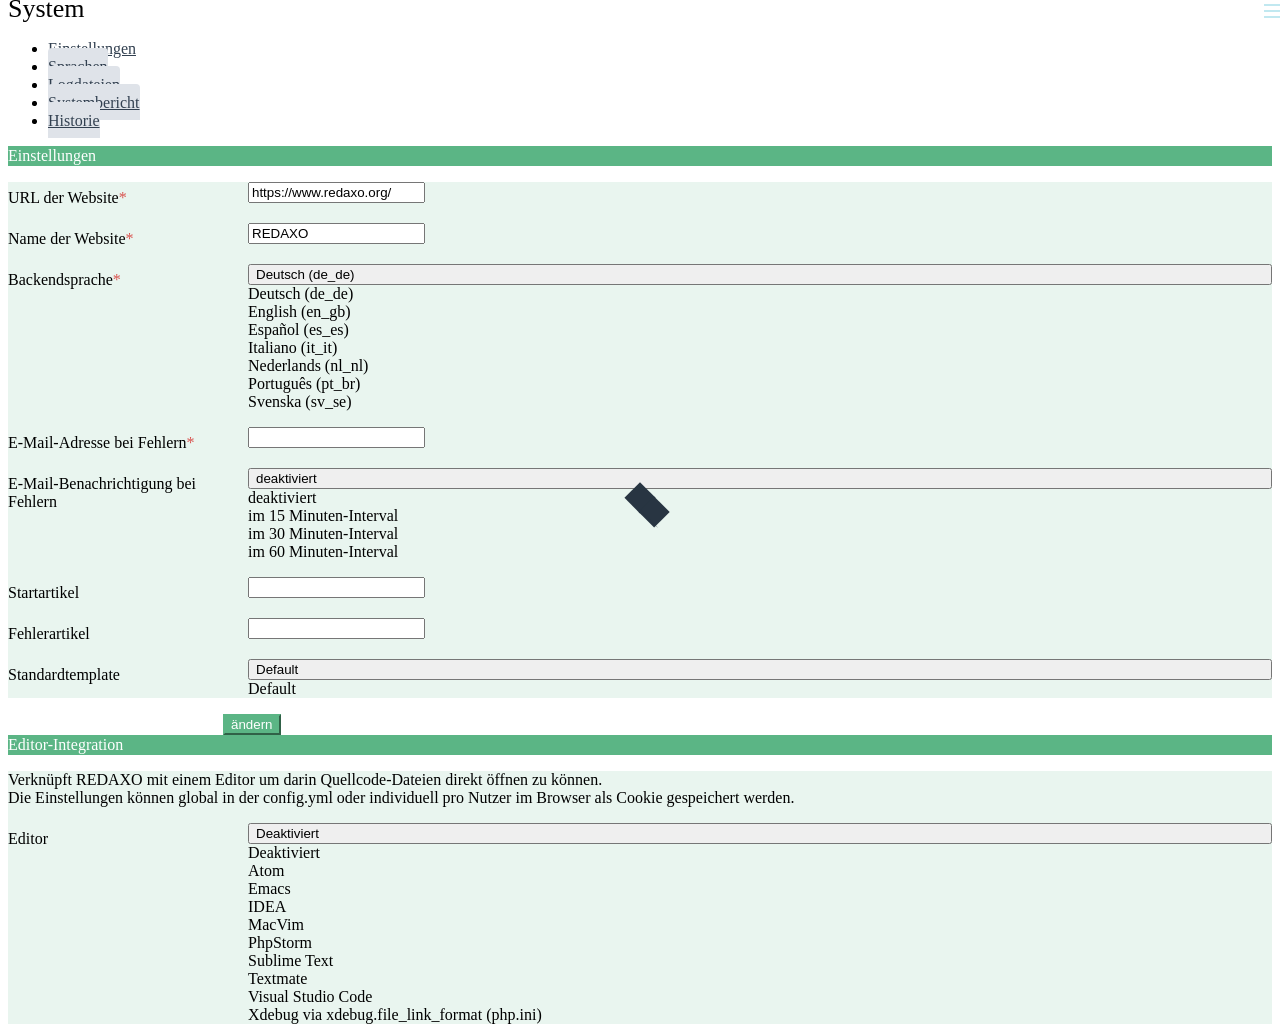 System
Einstellungen
Sprachen
Logdateien
Systembericht
Historie
Einstellungen
URL der Website*
https://www.redaxo.org/
Name der Website*
REDAXO
Backendsprache*
Deutsch (de_de)
Deutsch (de_de)
English (en_gb)
Español (es_es)
Italiano (it_it)
Nederlands (nl_nl)
Português (pt_br)
Svenska (sv_se)
E-Mail-Adresse bei Fehlern*
E-Mail-Benachrichtigung bei
Fehlern
deaktiviert
deaktiviert
im 15 Minuten-Interval
im 30 Minuten-Interval
im 60 Minuten-Interval
Startartikel
Fehlerartikel
Standardtemplate
Default
Default
ändern
Editor-Integration
Verknüpft REDAXO mit einem Editor um darin Quellcode-Dateien direkt öffnen zu können.
Die Einstellungen können global in der config.yml oder individuell pro Nutzer im Browser als Cookie gespeichert werden.
Editor
Deaktiviert
Deaktiviert
Atom
Emacs
IDEA
MacVim
PhpStorm
Sublime Text
Textmate
Visual Studio Code
Xdebug via xdebug.file_link_format (php.ini)